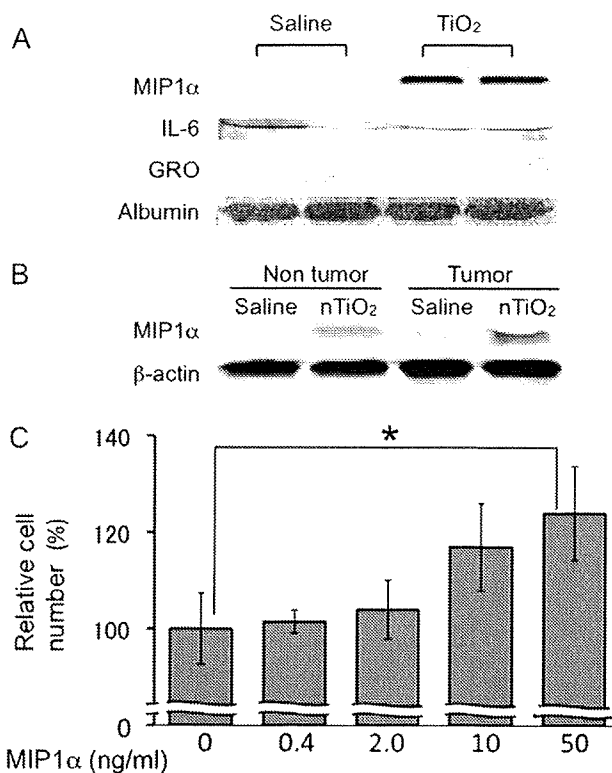 A
Saline TiO₂
MIP1α
IL-6
GRO
Albumin
B
Non tumor Tumor
Saline nTiO₂ Saline nTiO₂
MIP1α
β-actin
C
*
Relative cell
number (%)
140
120
100
0
0 0.4 2.0 10 50
MIP1α (ng/ml)